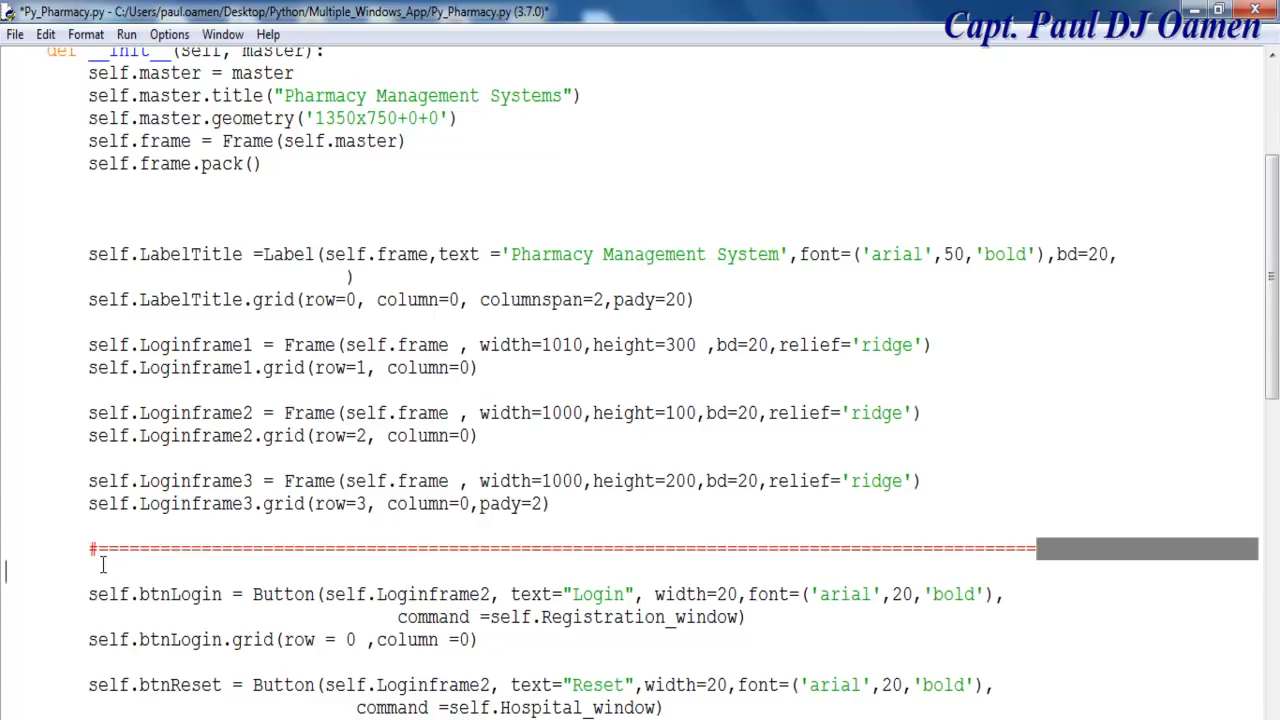 *Py_Pharmacy.py - C:/Users/paul.oamen/Desktop/Python/Multiple_Windows_App/Py_Pharmacy.py (3.7.0)*
Capt. Paul DJ Oamen
File Edit Format Run Options Window Help
def __init__(self, master):
self.master = master
self.master.title("Pharmacy Management Systems")
self.master.geometry('1350x750+0+0')
self.frame = Frame(self.master)
self.frame.pack()
self.LabelTitle =Label(self.frame,text ='Pharmacy Management System',font=('arial',50,'bold'),bd=20,
)
self.LabelTitle.grid(row=0, column=0, columnspan=2,pady=20)
self.Loginframe1 = Frame(self.frame , width=1010,height=300 ,bd=20,relief='ridge')
self.Loginframe1.grid(row=1, column=0)
self.Loginframe2 = Frame(self.frame , width=1000,height=100,bd=20,relief='ridge')
self.Loginframe2.grid(row=2, column=0)
self.Loginframe3 = Frame(self.frame , width=1000,height=200,bd=20,relief='ridge')
self.Loginframe3.grid(row=3, column=0,pady=2)
#===========================================================================================
self.btnLogin = Button(self.Loginframe2, text="Login", width=20,font=('arial',20,'bold'),
command =self.Registration_window)
self.btnLogin.grid(row = 0 ,column =0)
self.btnReset = Button(self.Loginframe2, text="Reset",width=20,font=('arial',20,'bold'),
command =self.Hospital_window)